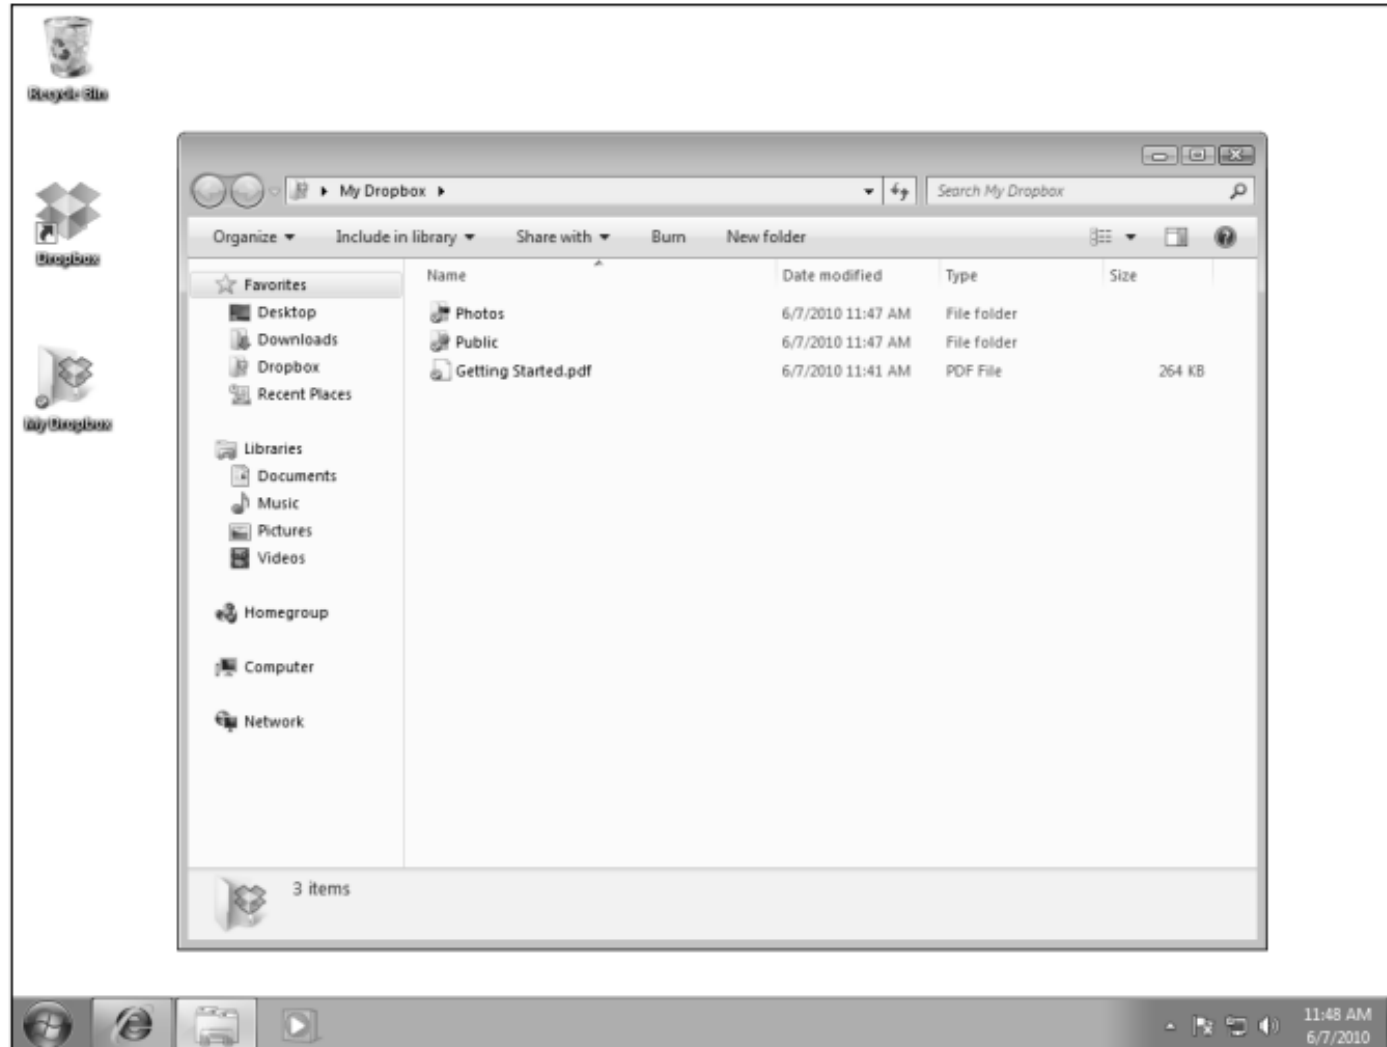 Recycle Bin
Dropbox
My Dropbox
My Dropbox
Search My Dropbox
Organize
Include in library
Share with
Burn
New folder
Favorites
Desktop
Downloads
Dropbox
Recent Places
Libraries
Documents
Music
Pictures
Videos
Homegroup
Computer
Network
Name Date modified Type Size
Photos 6/7/2010 11:47 AM File folder
Public 6/7/2010 11:47 AM File folder
Getting Started.pdf 6/7/2010 11:41 AM PDF File 264 KB
3 items
11:48 AM
6/7/2010